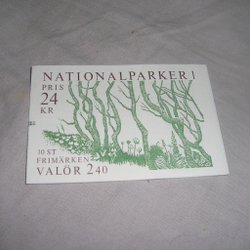 NATIONALPARKER I
PRIS
24
KR
10 ST
FRIMÄRKEN
VALÖR 2.40